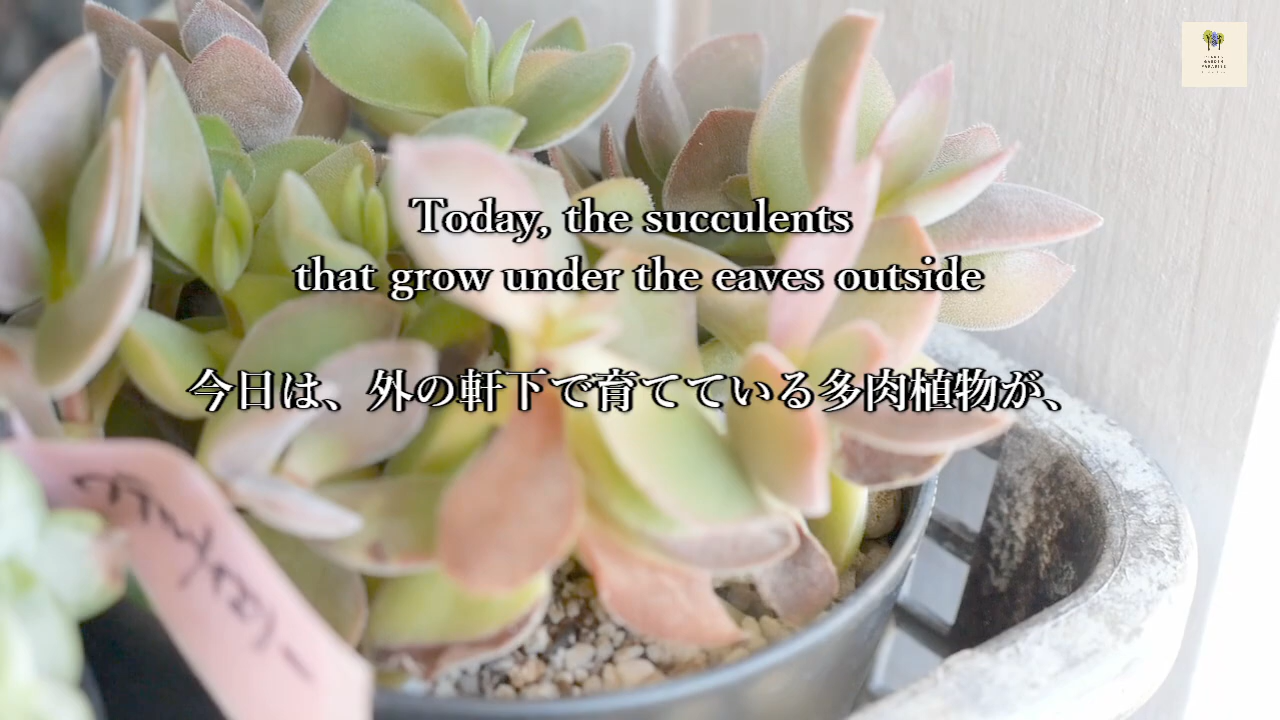 Today, the succulents
that grow under the eaves outside
今日は、外の軒下で育てている多肉植物が、